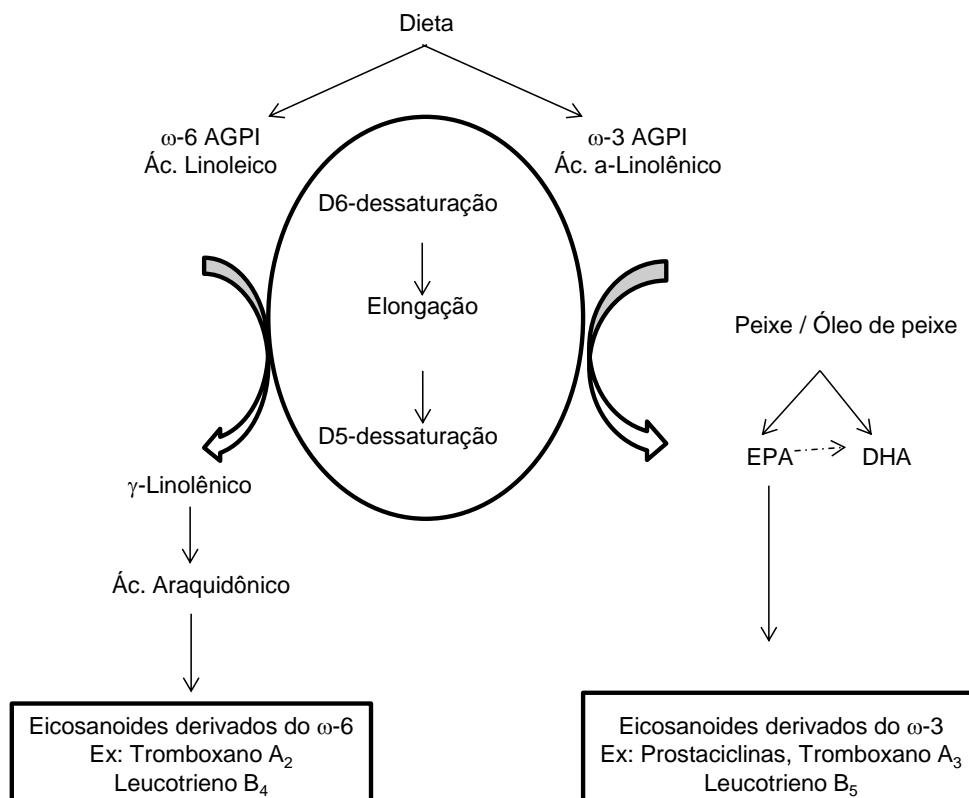 Dieta
ω-6 AGPI
Ác. Linoleico
ω-3 AGPI
Ác. a-Linolênico
D6-dessaturação
Elongação
D5-dessaturação
Peixe / Óleo de peixe
EPA
DHA
γ-Linolênico
Ác. Araquidônico
Eicosanoides derivados do ω-6
Ex: Tromboxano A₂
Leucotrieno B₄
Eicosanoides derivados do ω-3
Ex: Prostaciclinas, Tromboxano A₃
Leucotrieno B₅